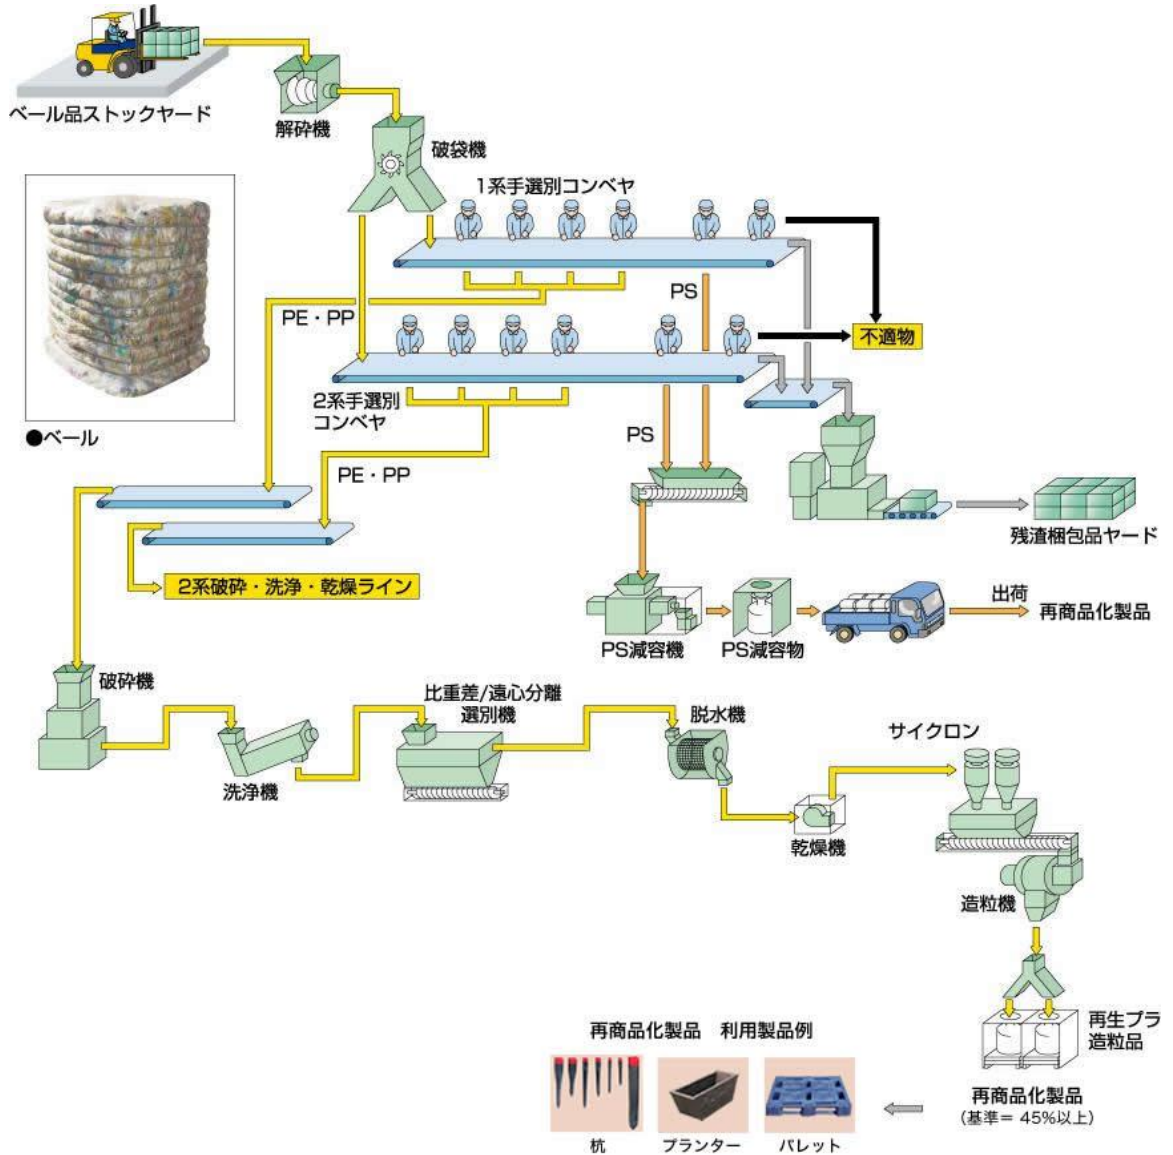 ベール品ストックヤード
解砕機
破袋機
1系手選別コンベヤ
●ベール
PE・PP
PS
不適物
2系手選別
コンベヤ
PS
PE・PP
残渣梱包品ヤード
2系破砕・洗浄・乾燥ライン
PS減容機
PS減容物
出荷
再商品化製品
破砕機
洗浄機
比重差/遠心分離
選別機
脱水機
乾燥機
サイクロン
造粒機
再生プラ
造粒品
再商品化製品
(基準＝45%以上)
再商品化製品　利用製品例
杭
プランター
パレット